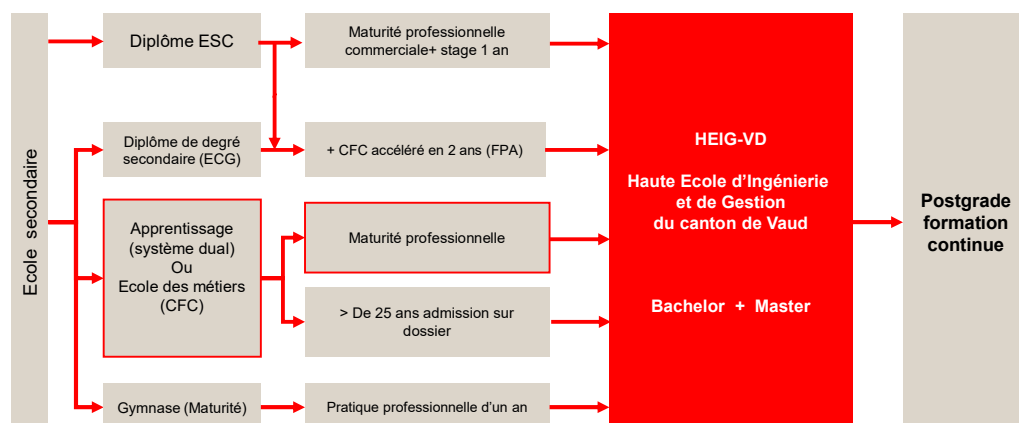 Ecole secondaire
Diplôme ESC
Maturité professionnelle
commerciale+ stage 1 an
Diplôme de degré
secondaire (ECG)
+ CFC accéléré en 2 ans (FPA)
Apprentissage
(système dual)
Ou
Ecole des métiers
(CFC)
Maturité professionnelle
> De 25 ans admission sur
dossier
Gymnase (Maturité)
Pratique professionnelle d'un an
HEIG-VD
Haute Ecole d'Ingénierie
et de Gestion
du canton de Vaud
Bachelor + Master
Postgrade
formation
continue